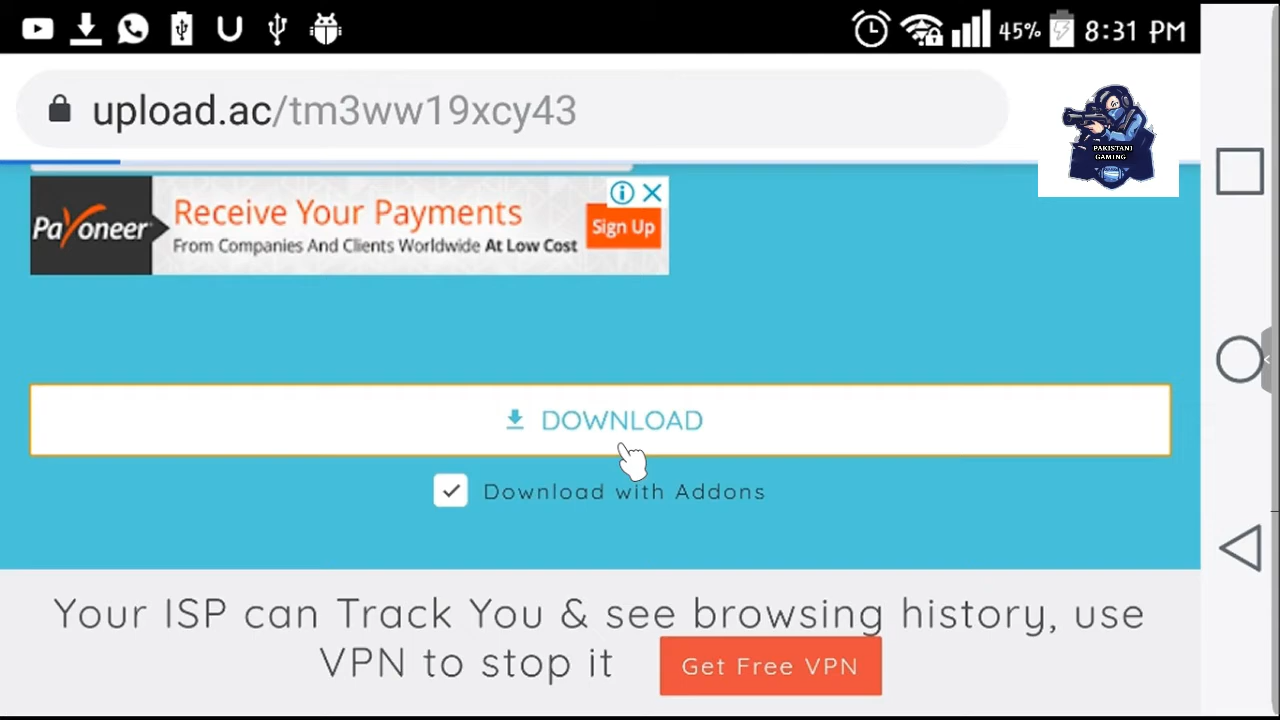 45% 8:31 PM
upload.ac/tm3ww19xcy43
PAKISTANI
GAMING
Payoneer
Receive Your Payments
From Companies And Clients Worldwide At Low Cost
Sign Up
DOWNLOAD
Download with Addons
Your ISP can Track You & see browsing history, use
VPN to stop it
Get Free VPN